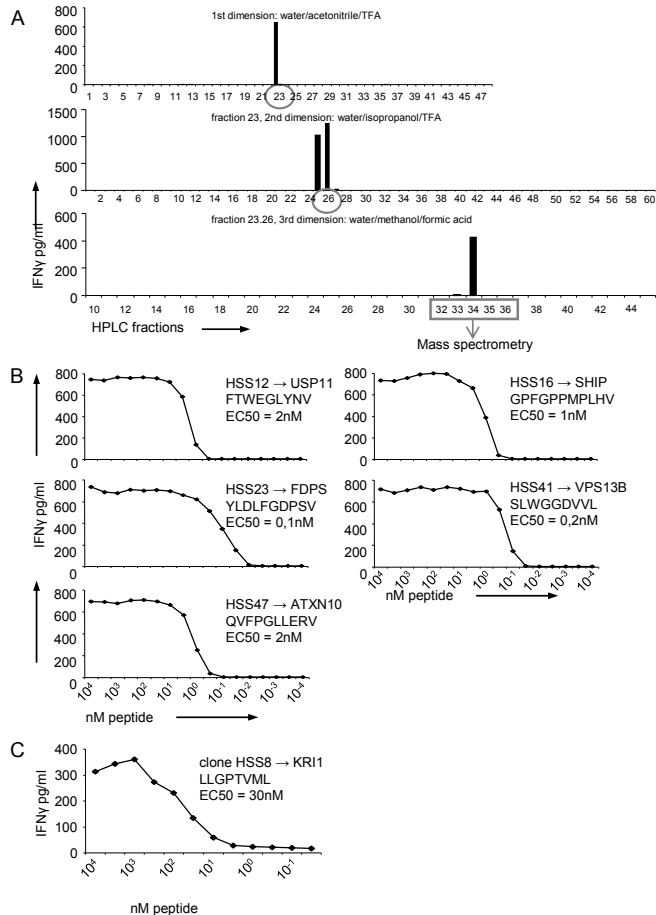 A
1st dimension: water/acetonitrile/TFA
800
600
400
200
0
1 3 5 7 9 11 13 15 17 19 21 23 25 27 29 31 33 35 37 39 41 43 45 47
fraction 23, 2nd dimension: water/isopropanol/TFA
1500
1000
500
0
2 4 6 8 10 12 14 16 18 20 22 24 26 28 30 32 34 36 38 40 42 44 46 48 50 52 54 56 58 60
fraction 23.26, 3rd dimension: water/methanol/formic acid
600
400
200
0
10 12 14 16 18 20 22 24 26 28 30 32 33 34 35 36 38 40 42 44
IFNγ pg/ml
HPLC fractions
Mass spectrometry
B
800
600
400
200
0
HSS12 → USP11
FTWEGLYNV
EC50 = 2nM
800
600
400
200
0
HSS16 → SHIP
GPFGPPMPLHV
EC50 = 1nM
800
600
400
200
0
HSS23 → FDPS
YLDLFGDPSV
EC50 = 0,1nM
800
600
400
200
0
HSS41 → VPS13B
SLWGGDVVL
EC50 = 0,2nM
10⁴ 10³ 10² 10¹ 10⁰ 10⁻¹ 10⁻² 10⁻³ 10⁻⁴
nM peptide
IFNγ pg/ml
800
600
400
200
0
HSS47 → ATXN10
QVFPGLLERV
EC50 = 2nM
10⁴ 10³ 10² 10¹ 10⁰ 10⁻¹ 10⁻² 10⁻³ 10⁻⁴
nM peptide
C
400
300
200
100
0
IFNγ pg/ml
clone HSS8 → KRI1
LLGPTVML
EC50 = 30nM
10⁴ 10³ 10² 10¹ 10⁰ 10⁻¹
nM peptide